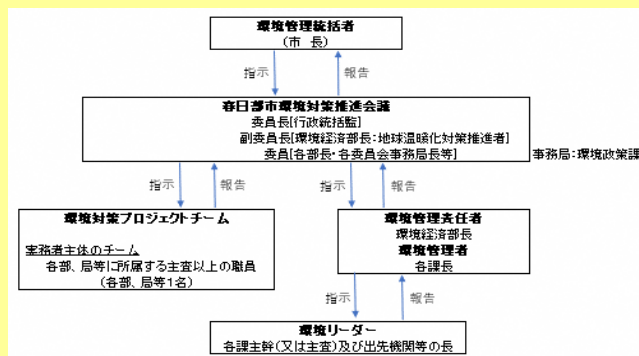 環境管理統括者
(市　長)
指示
報告
春日部市環境対策推進会議
委員長[行政統括監]
副委員長[環境経済部長:地球温暖化対策推進者]
委員[各部長・各委員会事務局長等]
事務局:環境政策課
指示
報告
指示
報告
環境対策プロジェクトチーム
実務者主体のチーム
各部、局等に所属する主査以上の職員
(各部、局等1名)
環境管理責任者
環境経済部長
環境管理者
各課長
指示
報告
環境リーダー
各課主幹(又は主査)及び出先機関等の長